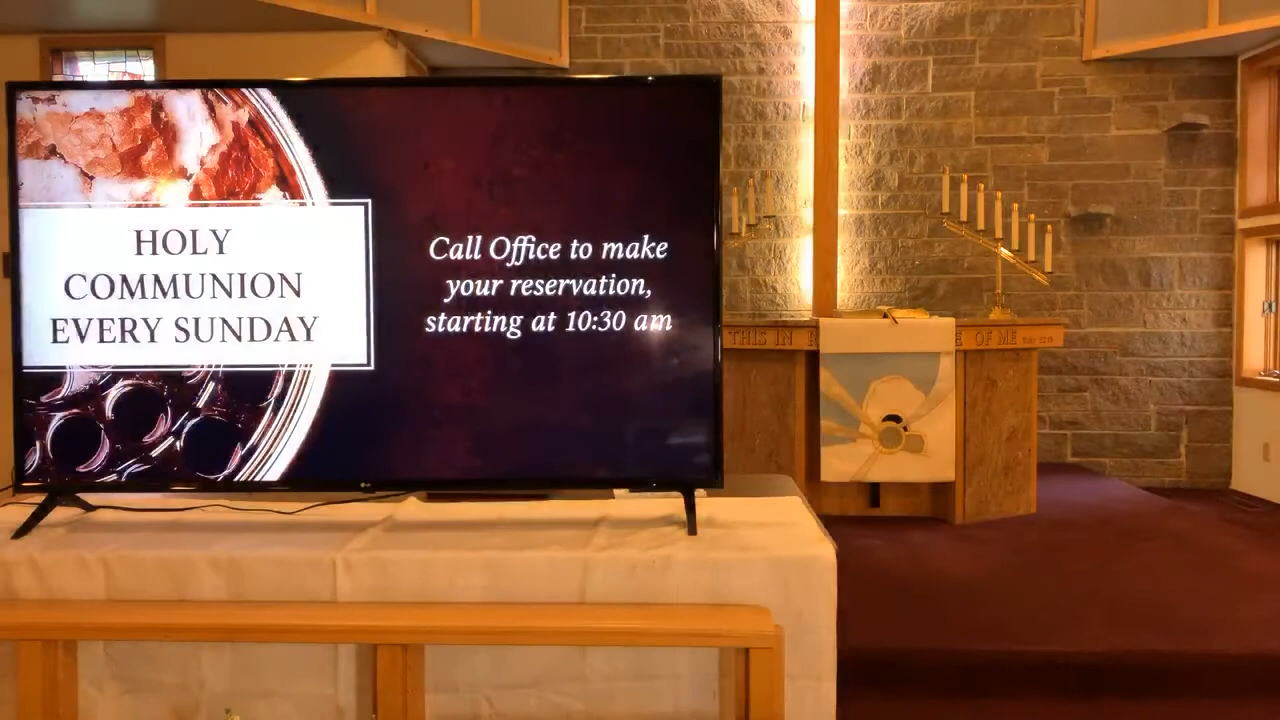 HOLY
COMMUNION
EVERY SUNDAY
Call Office to make
your reservation,
starting at 10:30 am
THIS IN R E OF ME